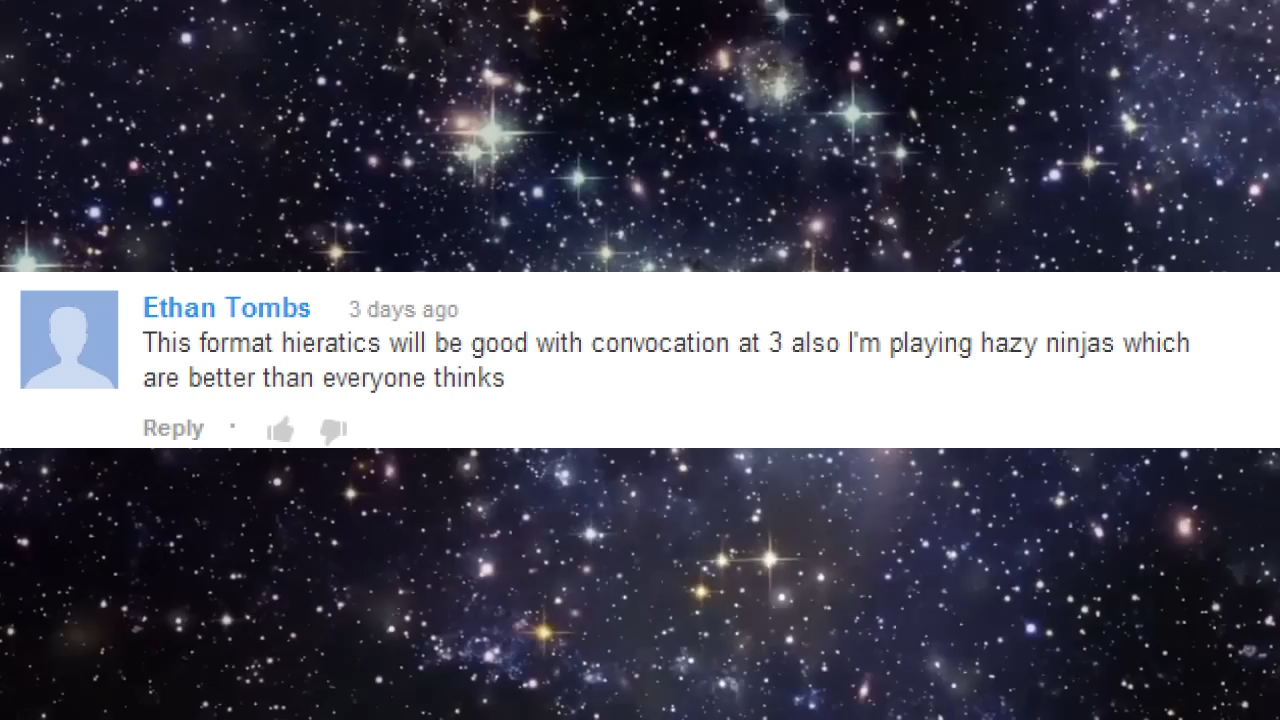 Ethan Tombs 3 days ago
This format hieratics will be good with convocation at 3 also I'm playing hazy ninjas which
are better than everyone thinks
Reply ·